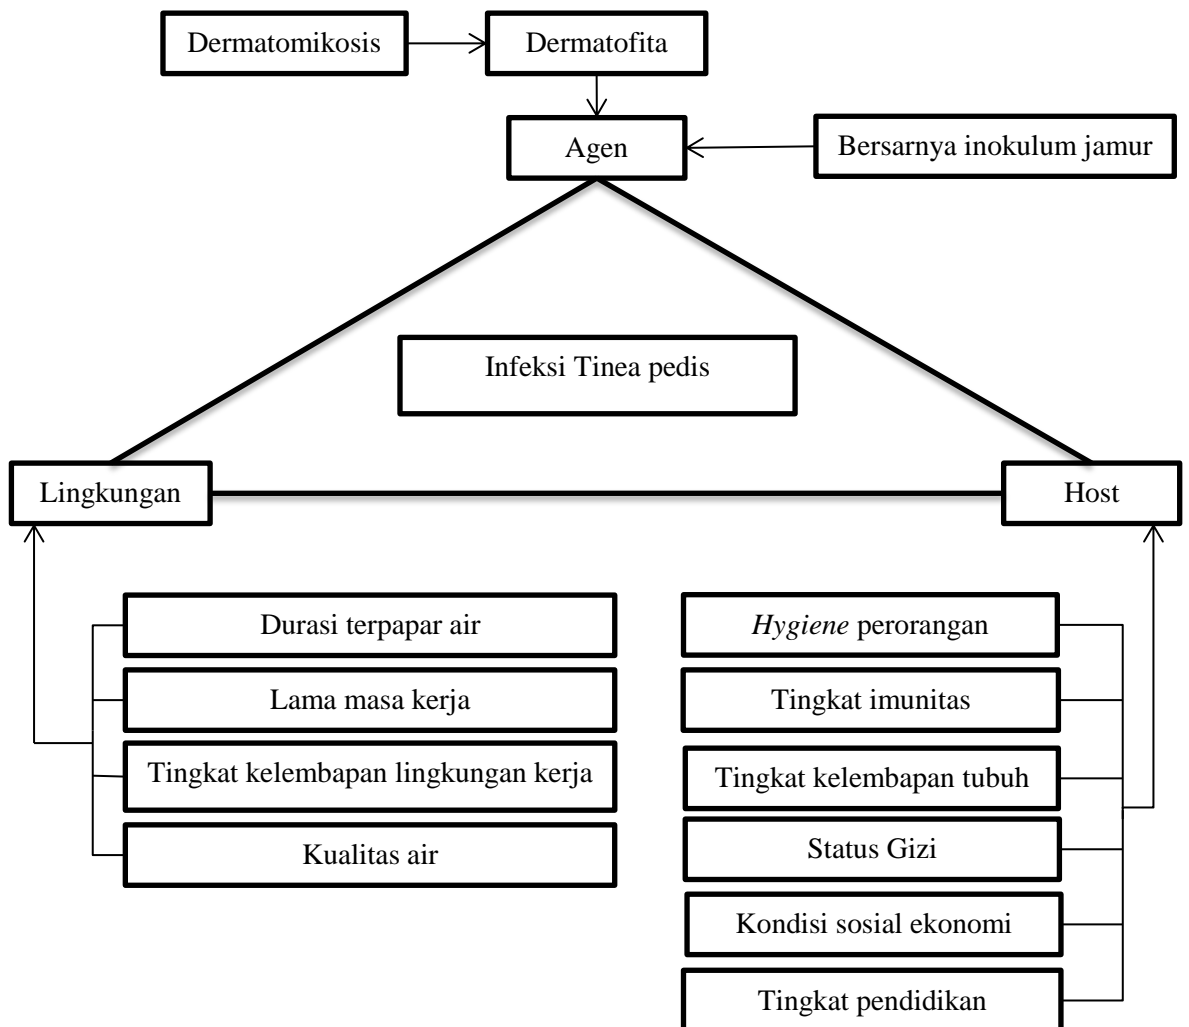 Dermatomikosis
Dermatofita
Agen
Bersarnya inokulum jamur
Infeksi Tinea pedis
Lingkungan
Host
Durasi terpapar air
Lama masa kerja
Tingkat kelembapan lingkungan kerja
Kualitas air
Hygiene perorangan
Tingkat imunitas
Tingkat kelembapan tubuh
Status Gizi
Kondisi sosial ekonomi
Tingkat pendidikan